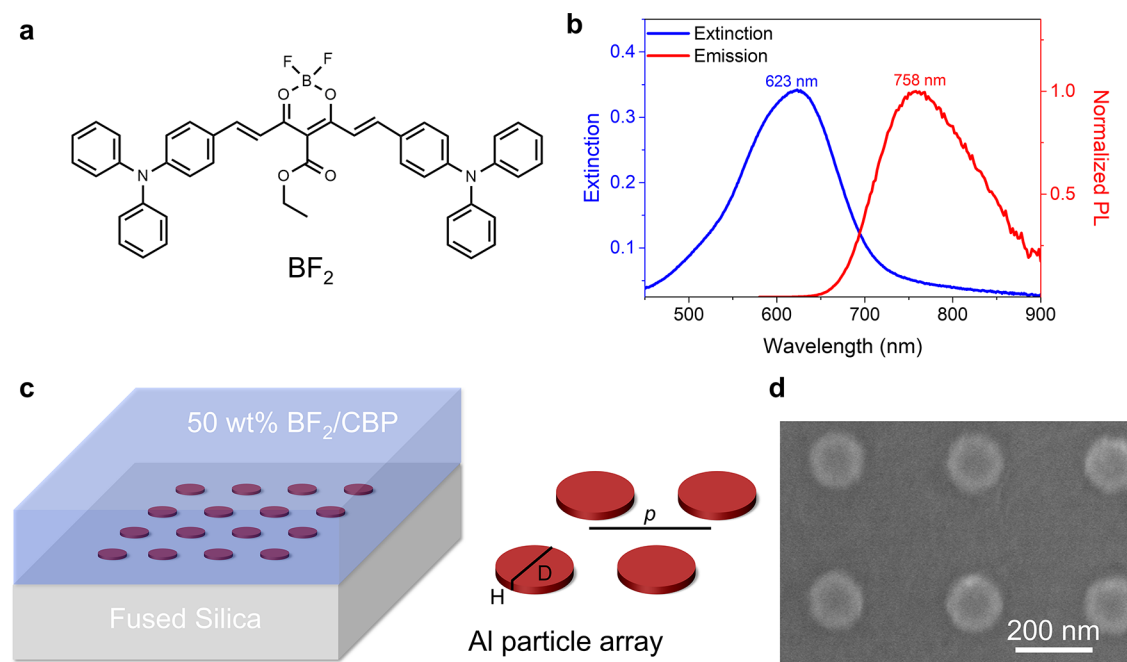 a
F F
B
O O
O O
N N
BF2
b
Extinction
Emission
623 nm
758 nm
0.4
0.3
0.2
0.1
1.0
0.5
Extinction
Normalized PL
500 600 700 800 900
Wavelength (nm)
c
50 wt% BF2/CBP
Fused Silica
p
D
H
Al particle array
d
200 nm